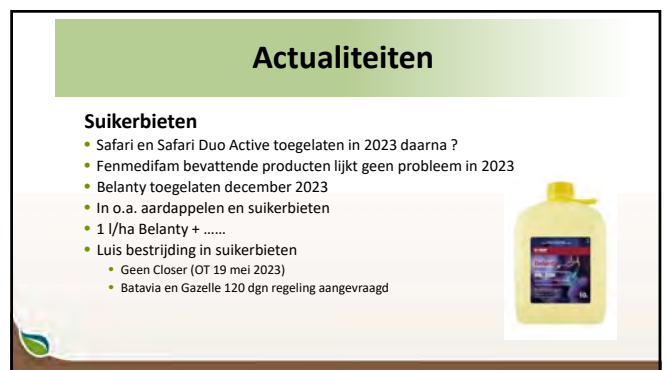 Actualiteiten
Suikerbieten
• Safari en Safari Duo Active toegelaten in 2023 daarna ?
• Fenmedifam bevattende producten lijkt geen probleem in 2023
• Belanty toegelaten december 2023
• In o.a. aardappelen en suikerbieten
• 1 l/ha Belanty + ......
• Luis bestrijding in suikerbieten
• Geen Closer (OT 19 mei 2023)
• Batavia en Gazelle 120 dgn regeling aangevraagd